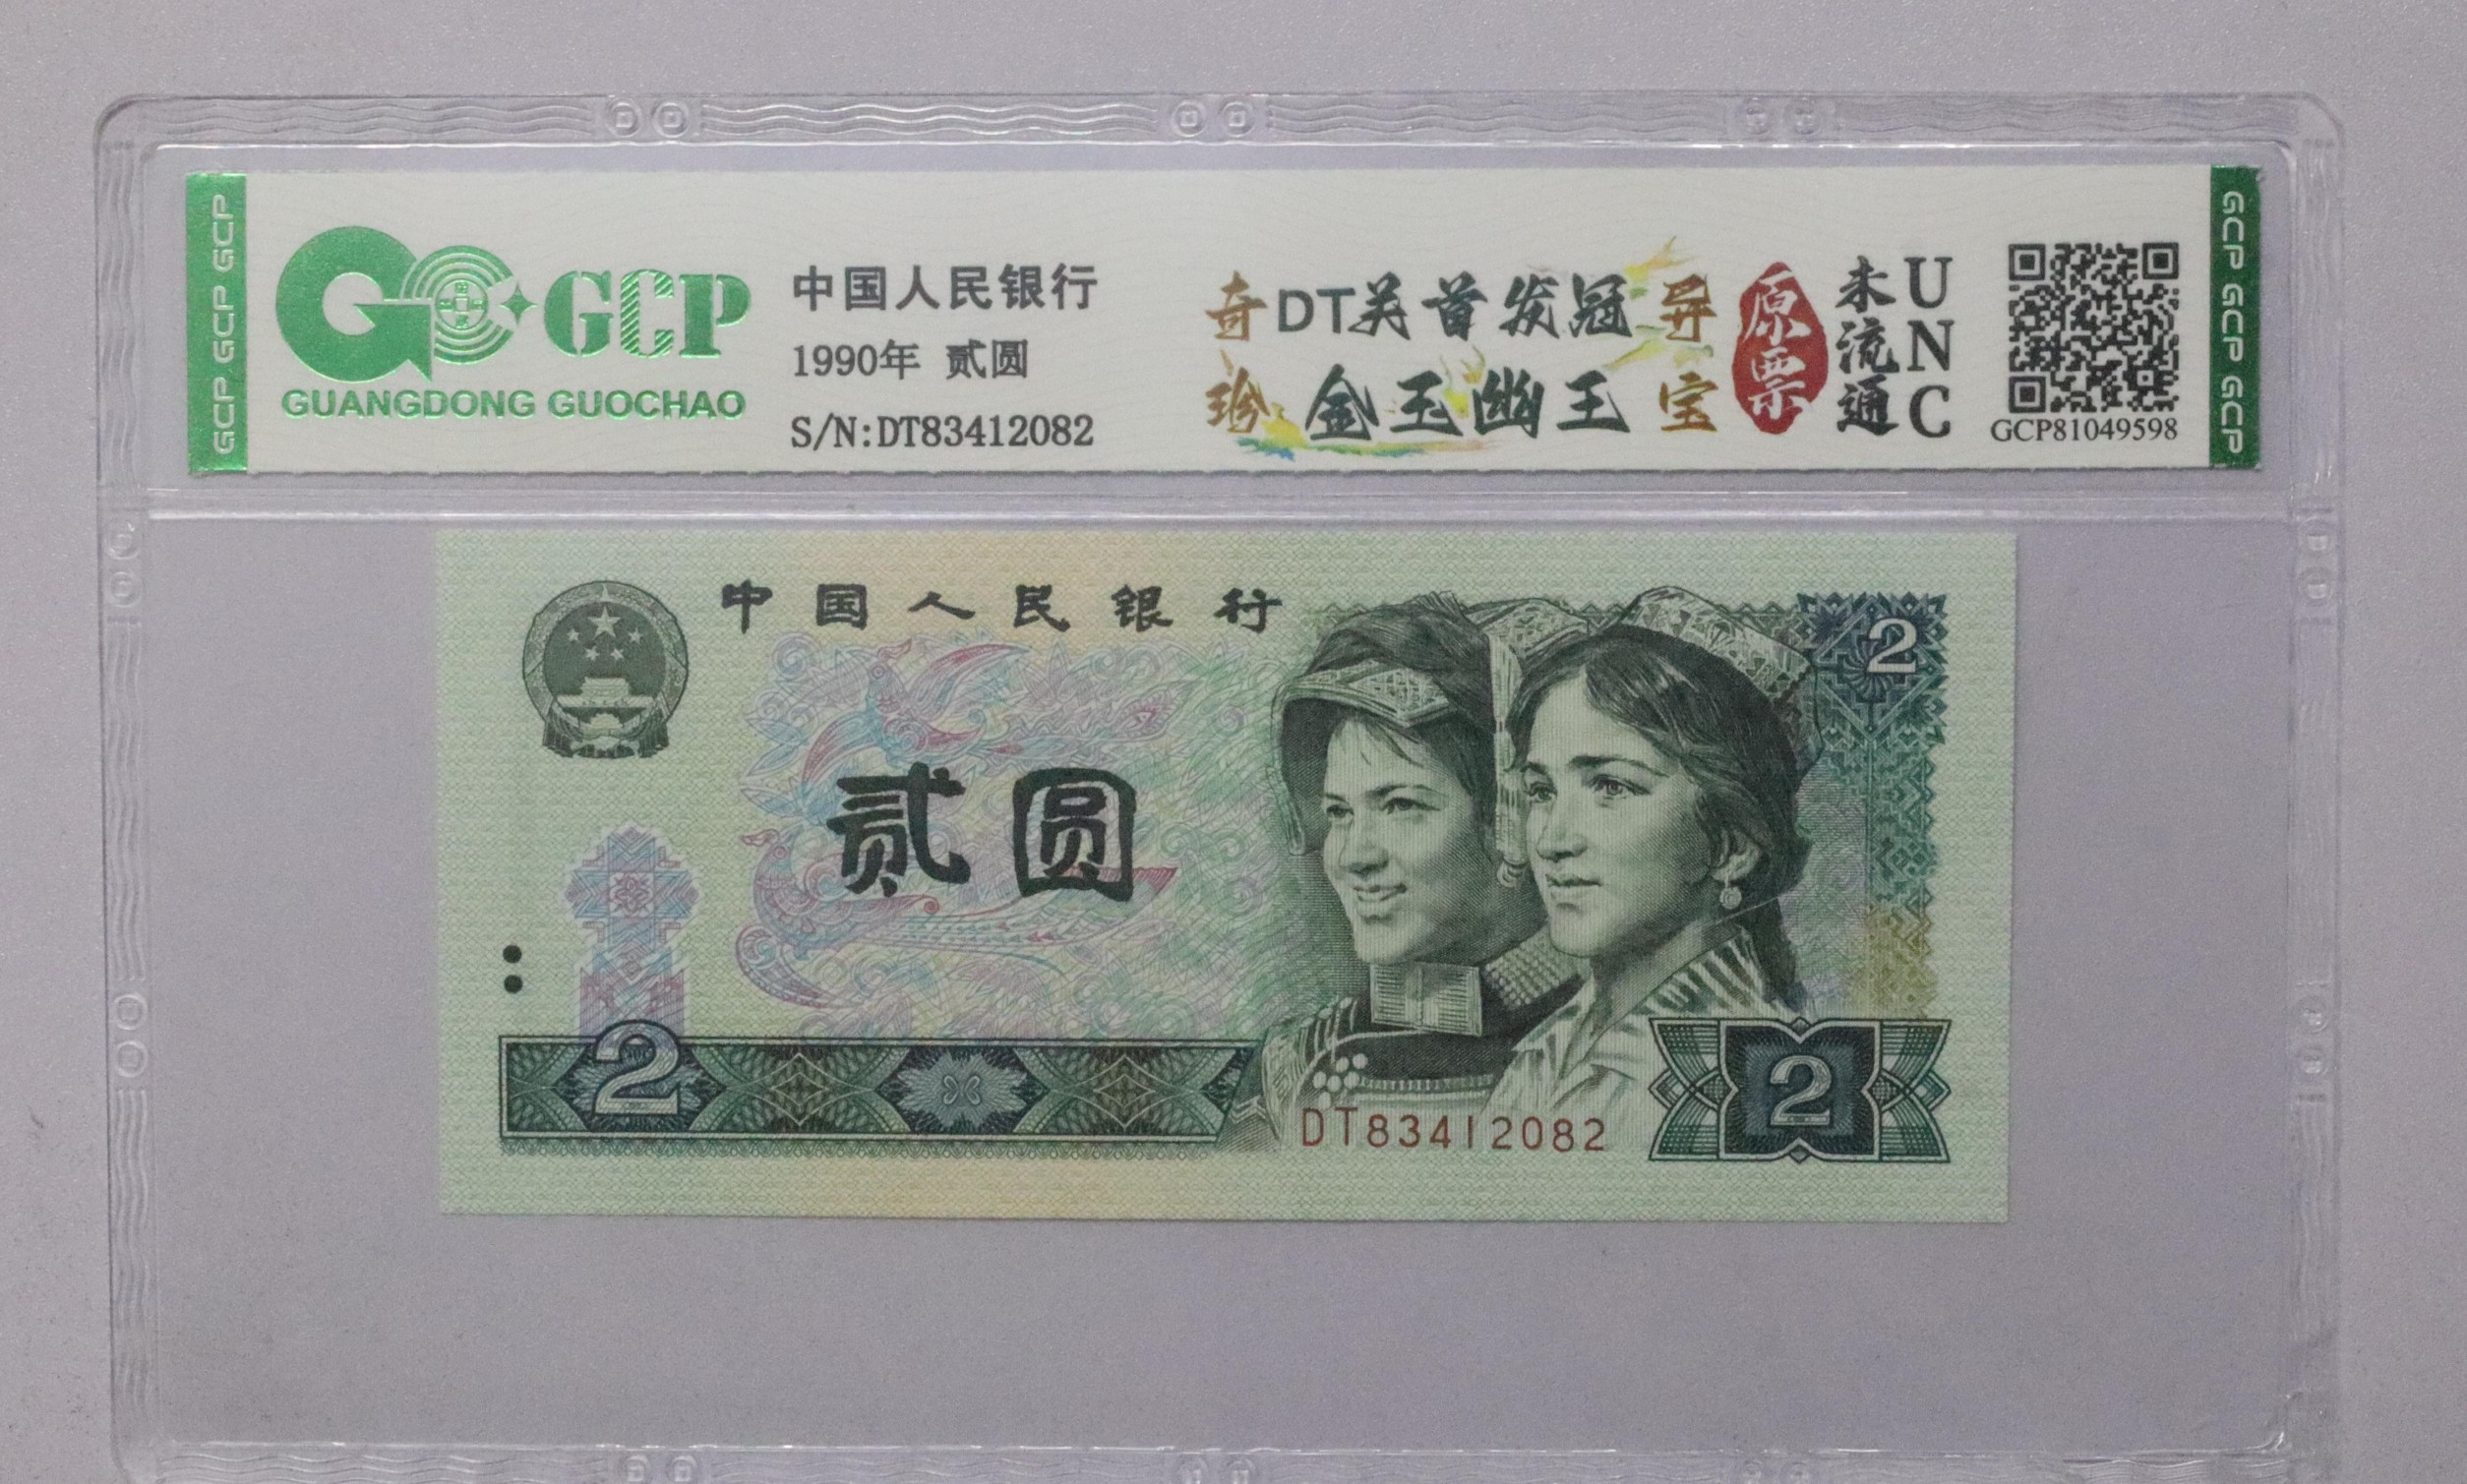 GCP GCP GCP
GCP
GUANGDONG GUOCHAO
中国人民银行
1990年 贰圆
S/N:DT83412082
奇DT关首发冠异
珍金玉幽王宝
原票
未流通
UNC
GCP81049598
GCP GCP GCP
中国人民银行
2
贰圆
2
DT83412082
2